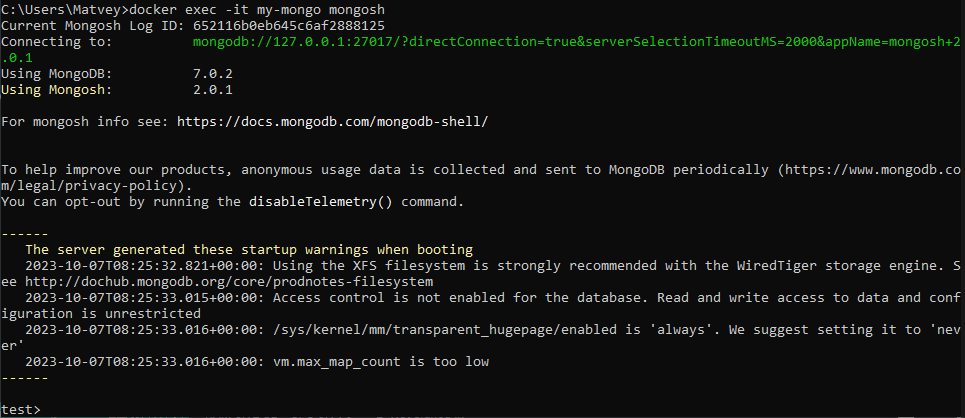 C:\Users\Matvey>docker exec -it my-mongo mongosh
Current Mongosh Log ID: 652116b0eb645c6af2888125
Connecting to:          mongodb://127.0.0.1:27017/?directConnection=true&serverSelectionTimeoutMS=2000&appName=mongosh+2
.0.1
Using MongoDB:          7.0.2
Using Mongosh:          2.0.1
For mongosh info see: https://docs.mongodb.com/mongodb-shell/
To help improve our products, anonymous usage data is collected and sent to MongoDB periodically (https://www.mongodb.co
m/legal/privacy-policy).
You can opt-out by running the disableTelemetry() command.
------
   The server generated these startup warnings when booting
   2023-10-07T08:25:32.821+00:00: Using the XFS filesystem is strongly recommended with the WiredTiger storage engine. S
ee http://dochub.mongodb.org/core/prodnotes-filesystem
   2023-10-07T08:25:33.015+00:00: Access control is not enabled for the database. Read and write access to data and conf
iguration is unrestricted
   2023-10-07T08:25:33.016+00:00: /sys/kernel/mm/transparent_hugepage/enabled is 'always'. We suggest setting it to 'nev
er'
   2023-10-07T08:25:33.016+00:00: vm.max_map_count is too low
------
test>